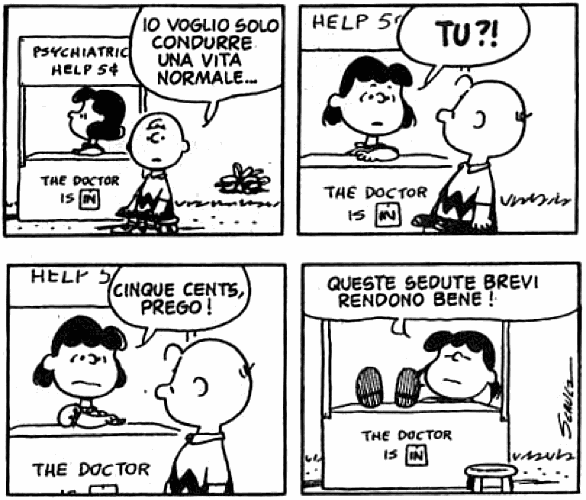 PSYCHIATRIC
HELP 5¢
IO VOGLIO SOLO
CONDURRE
UNA VITA
NORMALE...
THE DOCTOR
IS IN
HELP 5¢
TU?!
THE DOCTOR
IS IN
HELP 5
CINQUE CENTS,
PREGO!
THE DOCTOR
IN
QUESTE SEDUTE BREVI
RENDONO BENE!
THE DOCTOR
IS IN
SCHULZ